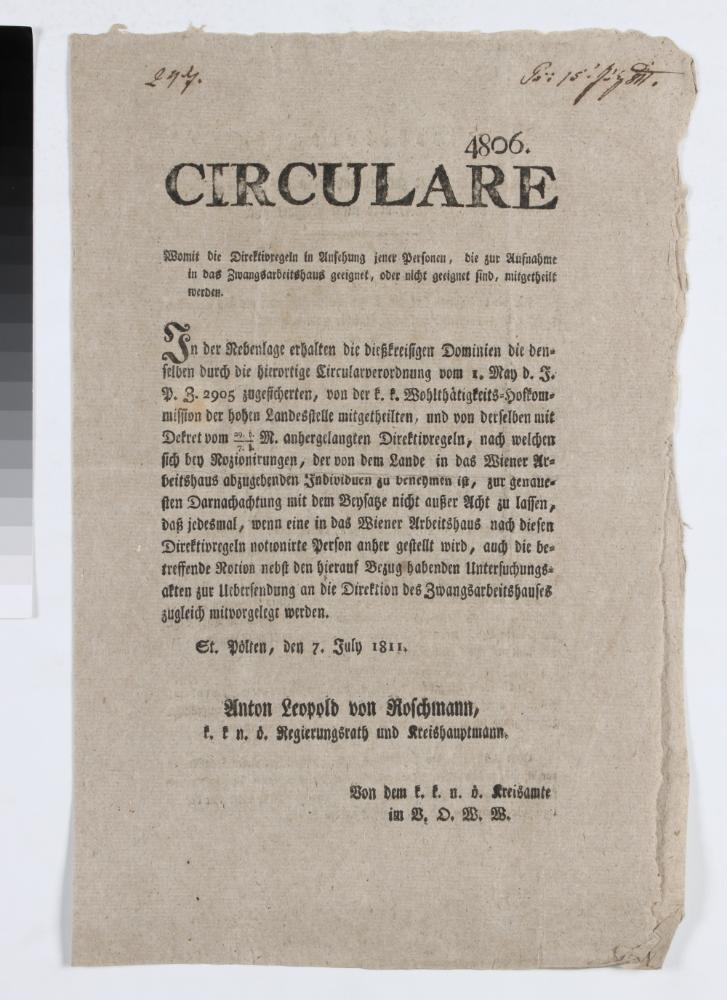 247.
4806.
CIRCULARE
Womit die Direktivregeln in Ansehung jener Personen, die zur Aufnahme
in das Zwangsarbeitshaus geeignet, oder nicht geeignet sind, mitgetheilt
werden.
In der Nebenlage erhalten die dießkreisigen Dominien die den-
selben durch die hierortige Circularverordnung vom 1. May d. J.
P. Z. 2905 zugesicherten, von der k. k. Wohlthätigkeits-Hofkom-
mission der hohen Landesstelle mitgetheilten, und von derselben mit
Dekret vom M. anhergelangten Direktivregeln, nach welchen
sich bey Nozionirungen, der von dem Lande in das Wiener Ar-
beitshaus abzugebenden Individuen zu benehmen ist, zur genaue-
sten Darnachachtung mit dem Beysatze nicht außer Acht zu lassen,
daß jedesmal, wenn eine in das Wiener Arbeitshaus nach diesen
Direktivregeln notionirte Person anher gestellt wird, auch die be-
treffende Notion nebst den hierauf Bezug habenden Untersuchungs-
akten zur Uebersendung an die Direktion des Zwangsarbeitshauses
zugleich mitvorgelegt werden.
St. Pölten, den 7. July 1811.
Anton Leopold von Roschmann,
k. k n. ö. Regierungsrath und Kreishauptmann.
Von dem k. k. n. ö. Kreisamte
im V. O. W. W.